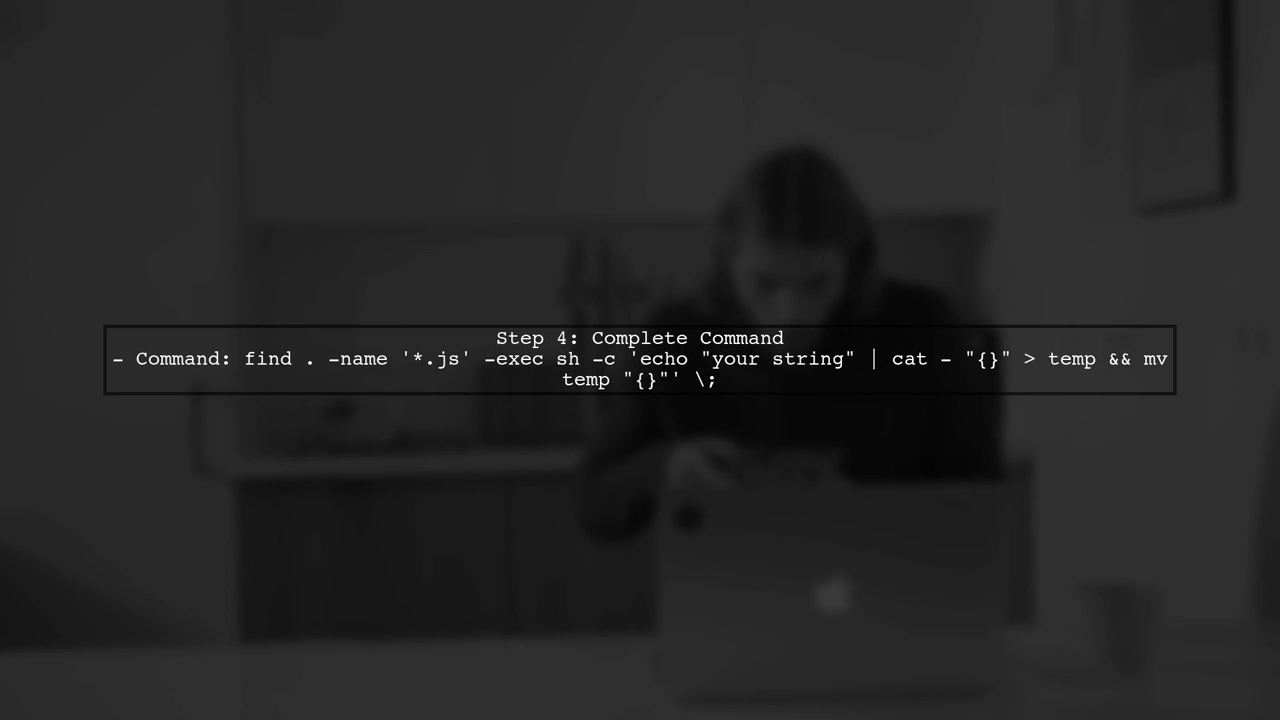 Step 4: Complete Command
- Command: find . -name '*.js' -exec sh -c 'echo "your string" | cat - "{}" > temp && mv
temp "{}"' \;